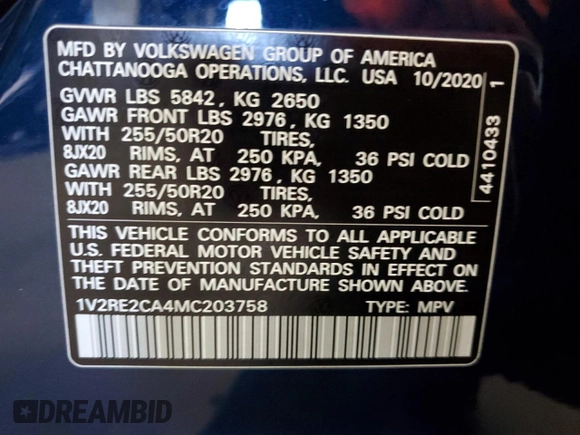 MFD BY VOLKSWAGEN GROUP OF AMERICA
CHATTANOOGA OPERATIONS, LLC. USA 10/2020
GVWR LBS 5842 , KG 2650
GAWR FRONT LBS 2976 , KG 1350
WITH 255/50R20 TIRES,
8JX20 RIMS, AT 250 KPA, 36 PSI COLD
GAWR REAR LBS 2976 , KG 1350
WITH 255/50R20 TIRES,
8JX20 RIMS, AT 250 KPA, 36 PSI COLD
THIS VEHICLE CONFORMS TO ALL APPLICABLE
U.S. FEDERAL MOTOR VEHICLE SAFETY AND
THEFT PREVENTION STANDARDS IN EFFECT ON
THE DATE OF MANUFACTURE SHOWN ABOVE.
1V2RE2CA4MC203758 TYPE: MPV
4410433 1
DREAMBID